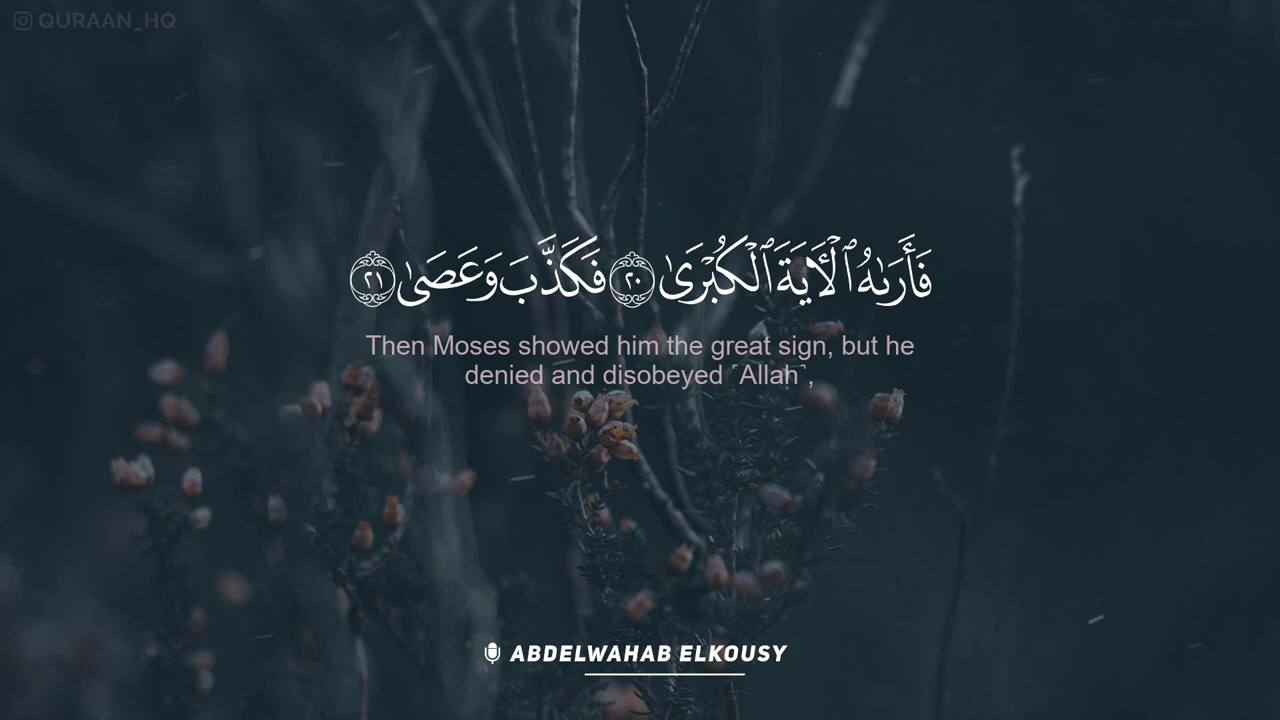 QURAAN_HQ
فَأَرَىٰهُ ٱلْأٓيَةَ ٱلْكُبْرَىٰ ٢٠ فَكَذَّبَ وَعَصَىٰ ٢١
Then Moses showed him the great sign, but he
denied and disobeyed ˹Allah˺,
ABDELWAHAB ELKOUSY